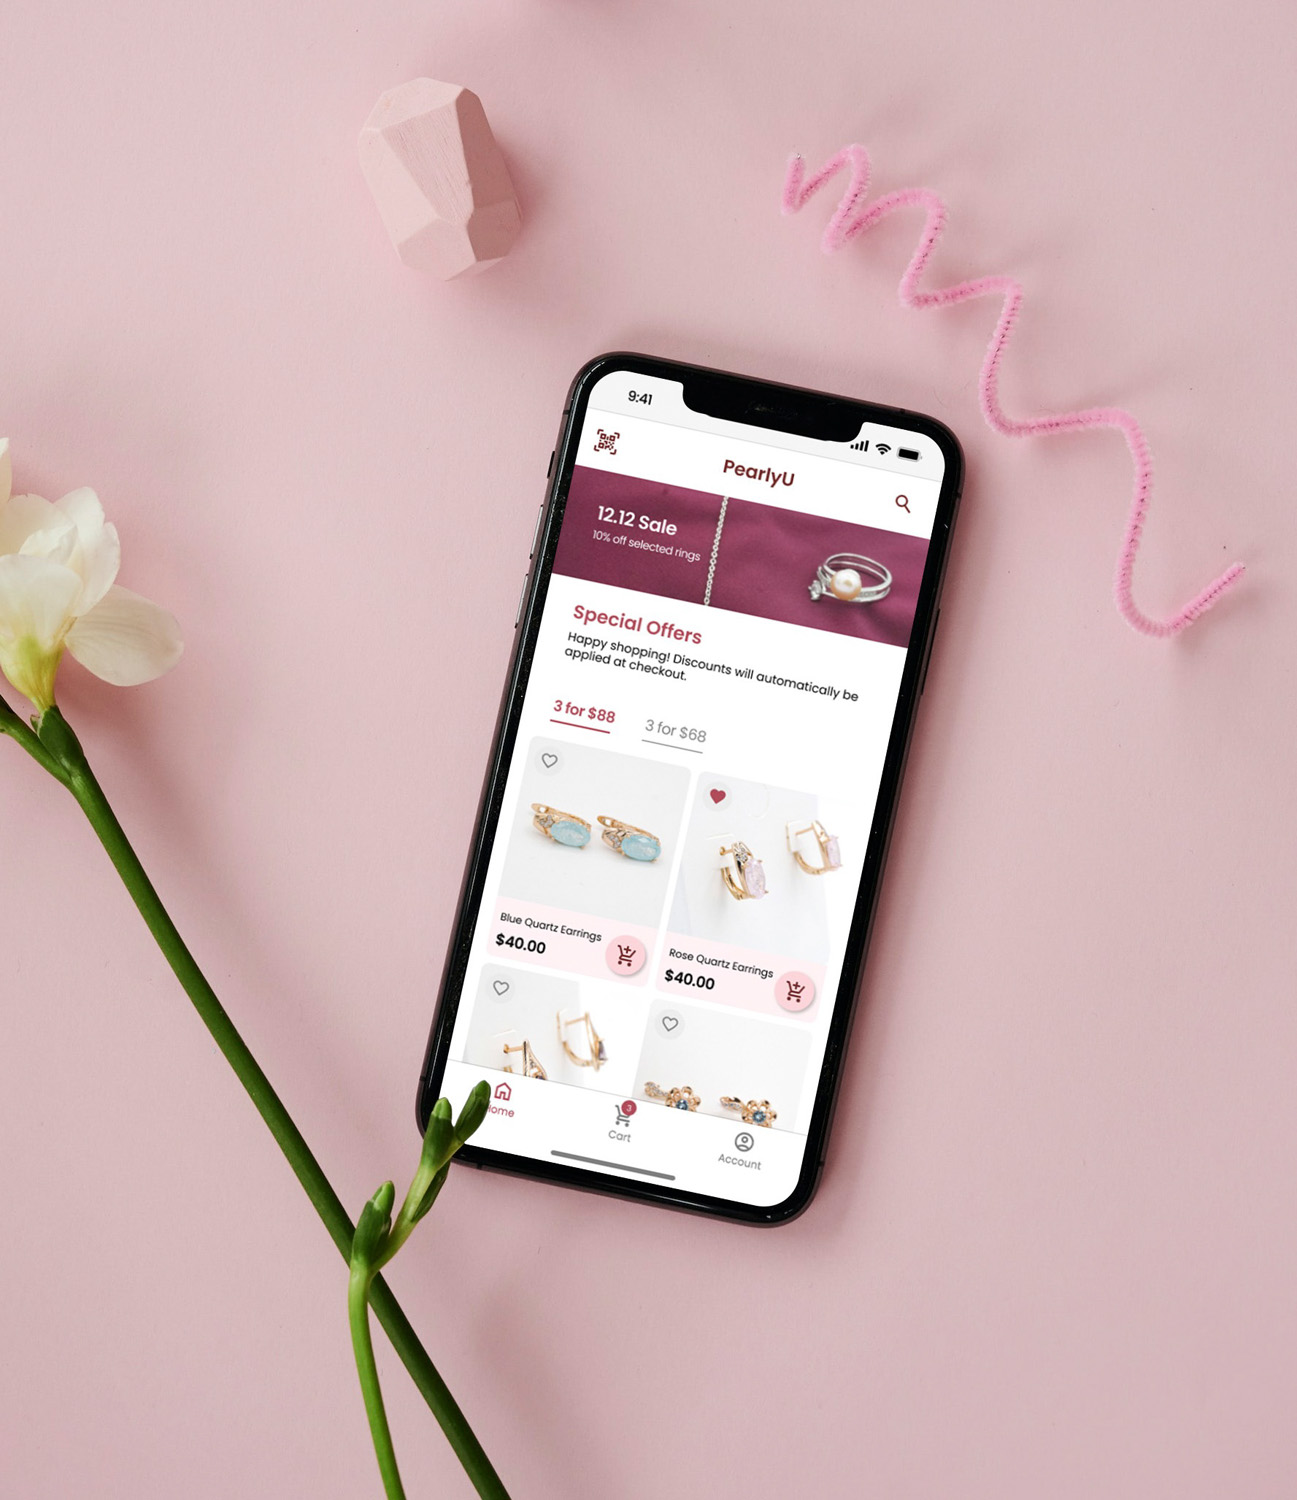 9:41
PearlyU
12.12 Sale
10% off selected rings
Special Offers
Happy shopping! Discounts will automatically be
applied at checkout.
3 for $88
3 for $68
Blue Quartz Earrings
$40.00
Rose Quartz Earrings
$40.00
Home
3
Cart
Account